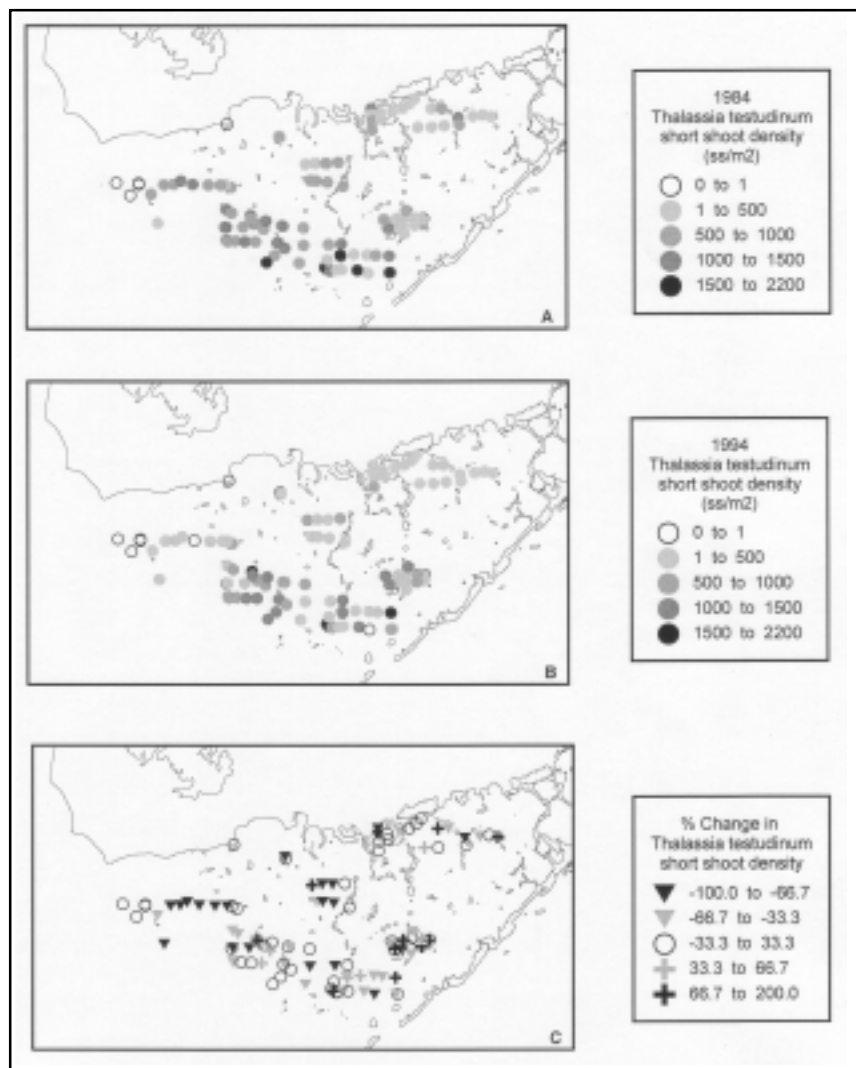 1984
Thalassia testudinum
short shoot density
(ss/m2)
0 to 1
1 to 500
500 to 1000
1000 to 1500
1500 to 2200
A
1994
Thalassia testudinum
short shoot density
(ss/m2)
0 to 1
1 to 500
500 to 1000
1000 to 1500
1500 to 2200
B
% Change in
Thalassia testudinum
short shoot density
-100.0 to -66.7
-66.7 to -33.3
-33.3 to 33.3
33.3 to 66.7
66.7 to 200.0
C